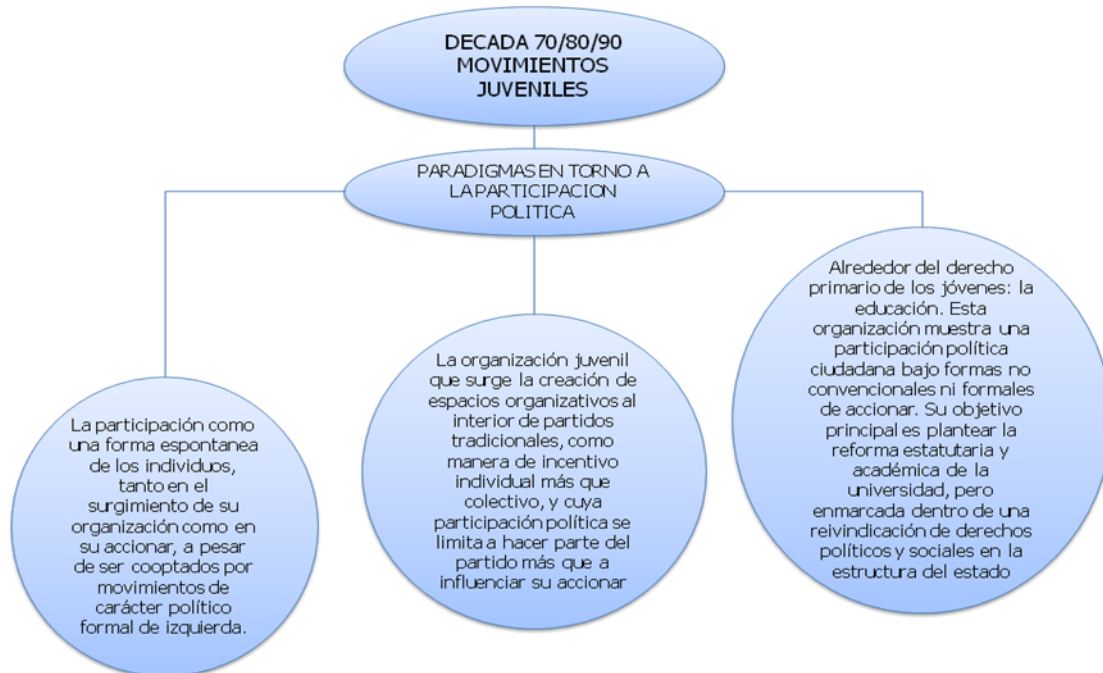 DECADA 70/80/90
MOVIMIENTOS
JUVENILES
PARADIGMAS EN TORNO A
LA PARTICIPACION
POLITICA
La participación como
una forma espontanea
de los individuos,
tanto en el
surgimiento de su
organización como en
su accionar, a pesar
de ser cooptados por
movimientos de
carácter político
formal de izquierda.
La organización juvenil
que surge la creación de
espacios organizativos al
interior de partidos
tradicionales, como
manera de incentivo
individual más que
colectivo, y cuya
participación política se
limita a hacer parte del
partido más que a
influenciar su accionar
Alrededor del derecho
primario de los jóvenes: la
educación. Esta
organización muestra una
participación política
ciudadana bajo formas no
convencionales ni formales
de accionar. Su objetivo
principal es plantear la
reforma estatutaria y
académica de la
universidad, pero
enmarcada dentro de una
reivindicación de derechos
políticos y sociales en la
estructura del estado